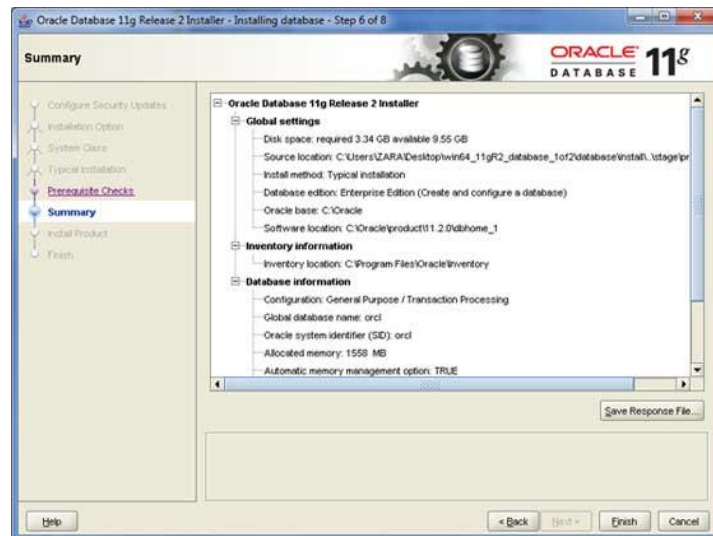 Oracle Database 11g Release 2 Installer - Installing database - Step 6 of 8
Summary
ORACLE 11g
DATABASE
Configure Security Updates
Installation Option
System Class
Typical Installation
Prerequisite Checks
Summary
Install Product
Finish
Oracle Database 11g Release 2 Installer
Global settings
Disk space: required 3.34 GB available 9.55 GB
Source location: C:\Users\ZARA\Desktop\win64_11gR2_database_1of2\database\install\..\stage\pr
Install method: Typical installation
Database edition: Enterprise Edition (Create and configure a database)
Oracle base: C:\Oracle
Software location: C:\Oracle\product\11.2.0\dbhome_1
Inventory information
Inventory location: C:\Program Files\Oracle\Inventory
Database information
Configuration: General Purpose / Transaction Processing
Global database name: orcl
Oracle system identifier (SID): orcl
Allocated memory: 1558 MB
Automatic memory management option: TRUE
Save Response File...
Help
< Back
Next >
Finish
Cancel